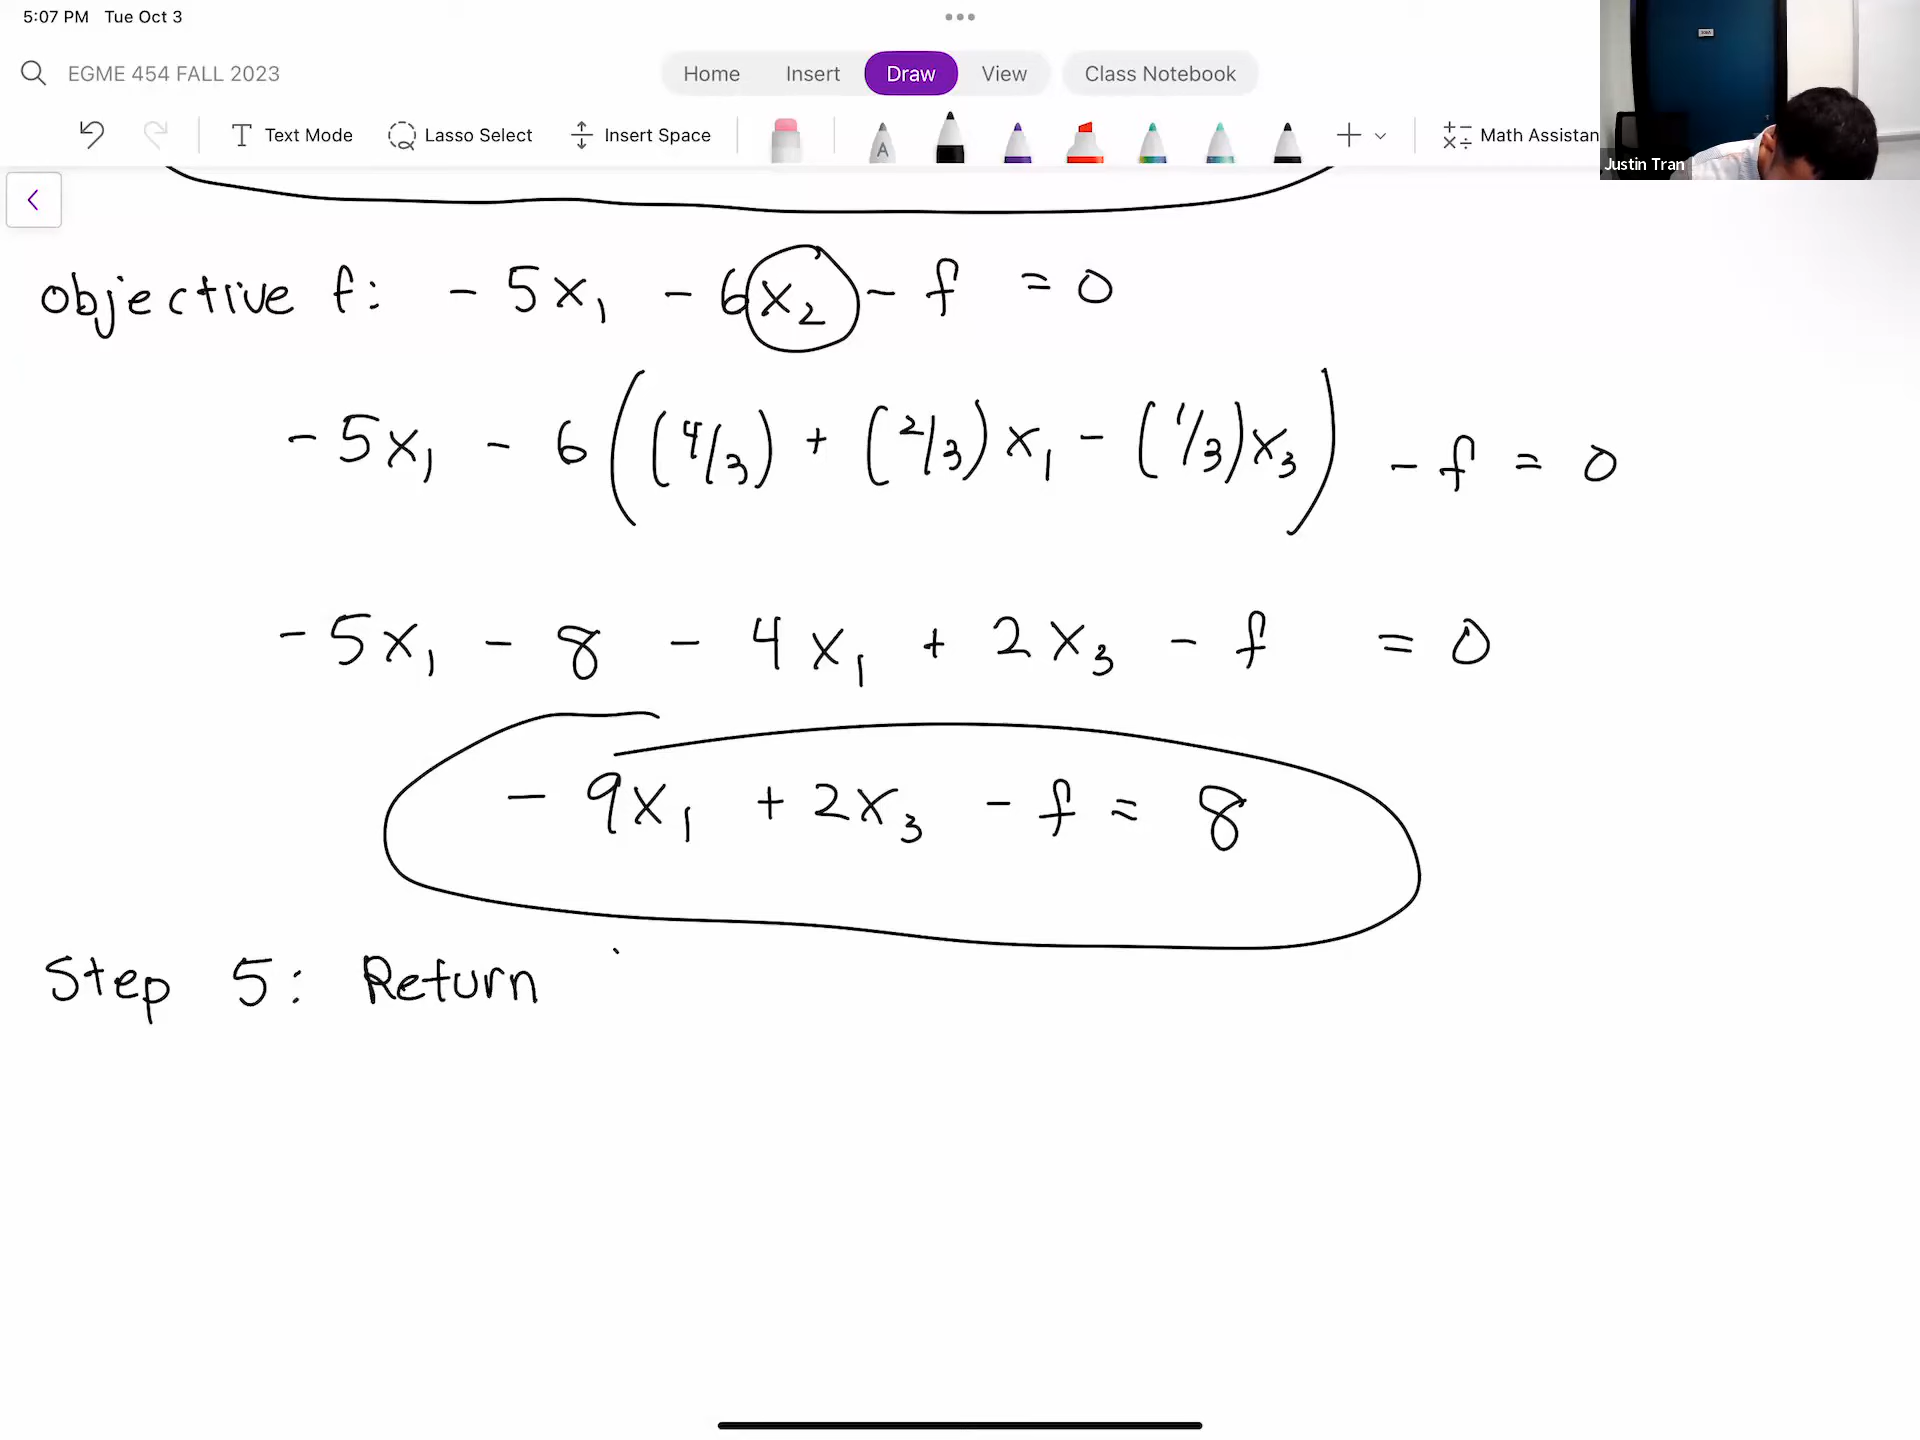 5:07 PM Tue Oct 3
EGME 454 FALL 2023
Home Insert Draw View Class Notebook
Text Mode Lasso Select Insert Space A Math Assistan
Justin Tran
objective f: - 5x₁ - 6x₂ - f = 0
- 5x₁ - 6((4/3) + (2/3)x₁ - (1/3)x₃) - f = 0
- 5x₁ - 8 - 4x₁ + 2x₃ - f = 0
- 9x₁ + 2x₃ - f = 8
Step 5: Return